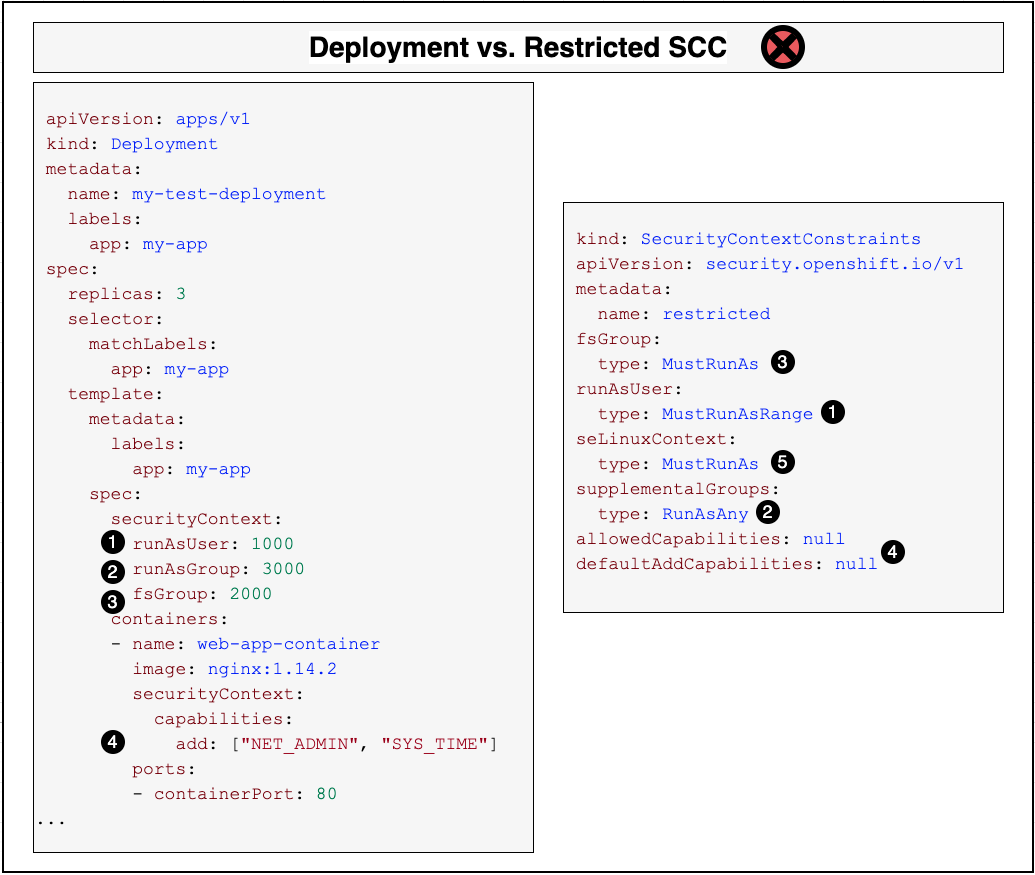 Deployment vs. Restricted SCC
apiVersion: apps/v1
kind: Deployment
metadata:
  name: my-test-deployment
  labels:
    app: my-app
spec:
  replicas: 3
  selector:
    matchLabels:
      app: my-app
  template:
    metadata:
      labels:
        app: my-app
    spec:
      securityContext:
1 runAsUser: 1000
2 runAsGroup: 3000
3 fsGroup: 2000
      containers:
      - name: web-app-container
        image: nginx:1.14.2
        securityContext:
          capabilities:
4 add: ["NET_ADMIN", "SYS_TIME"]
        ports:
        - containerPort: 80
...
kind: SecurityContextConstraints
apiVersion: security.openshift.io/v1
metadata:
  name: restricted
fsGroup:
  type: MustRunAs 3
runAsUser:
  type: MustRunAsRange 1
seLinuxContext:
  type: MustRunAs 5
supplementalGroups:
  type: RunAsAny 2
allowedCapabilities: null
defaultAddCapabilities: null 4